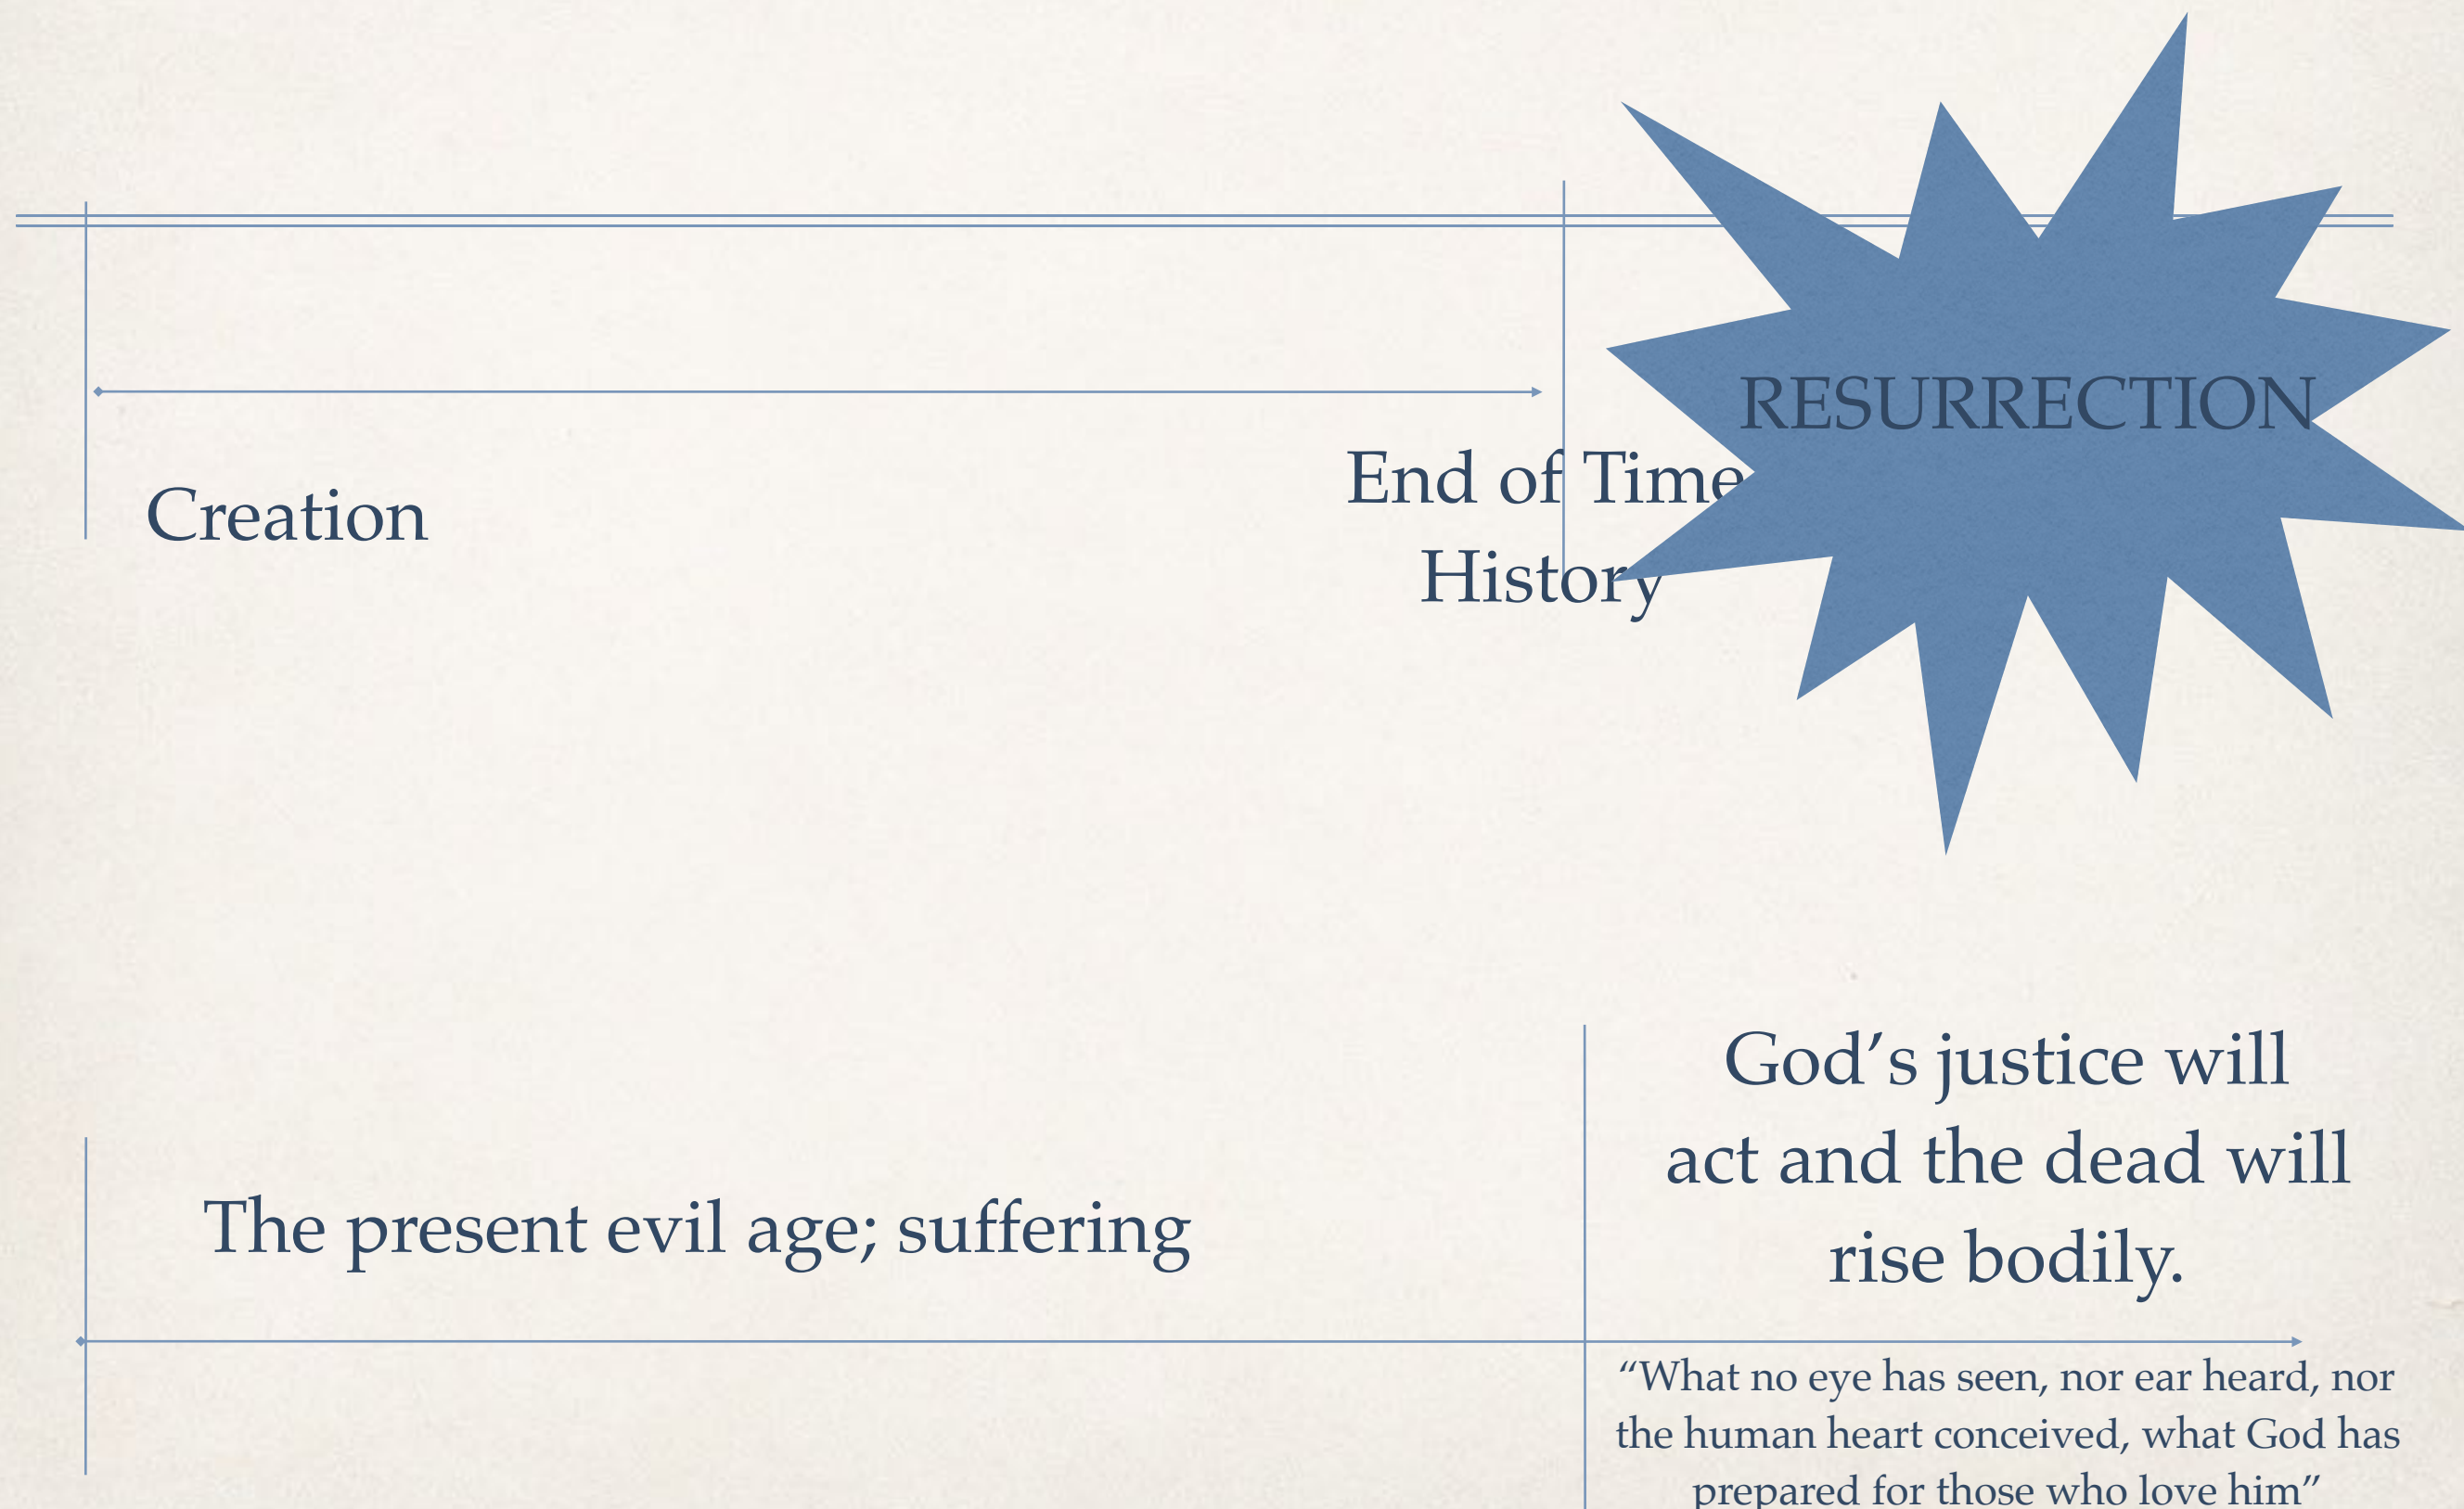 RESURRECTION
End of Time
History
Creation
God’s justice will
act and the dead will
rise bodily.
The present evil age; suffering
“What no eye has seen, nor ear heard, nor
the human heart conceived, what God has
prepared for those who love him”